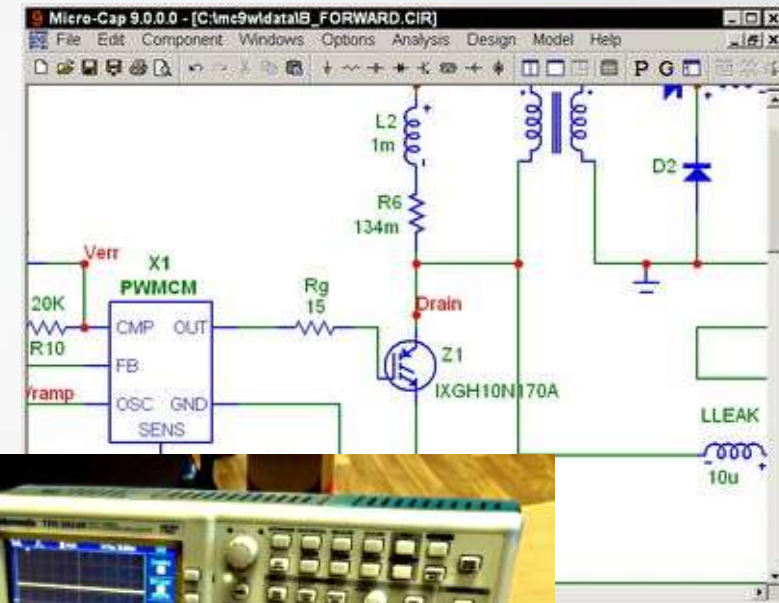 Micro-Cap 9.0.0.0 - [C:\mc9w\data\B_FORWARD.CIR]
File Edit Component Windows Options Analysis Design Model Help
P G
L2
1m
D2
R6
134m
Verr
X1
PWMCM
Rg
15
Drain
20K
CMP OUT
R10
FB
Z1
IXGH10N170A
Vramp
OSC GND
SENS
LLEAK
10u